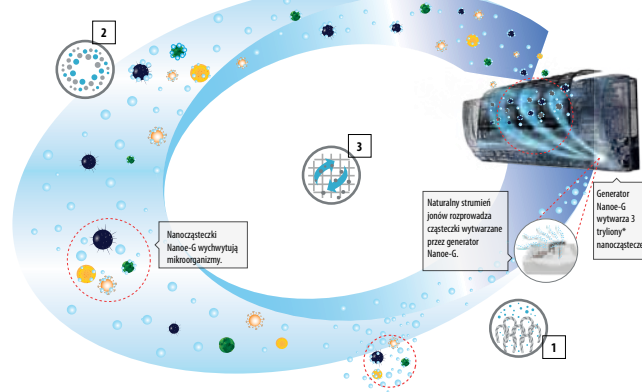 2
3
Naturalny strumień
jonów rozprowadza
cząsteczki wytwarzane
przez generator
Nanoe-G.
Generator
Nanoe-G
wytwarza 3
tryliony*
Nanocząsteczki
Nanoe-G wychwytują
mikroorganizmy.
1